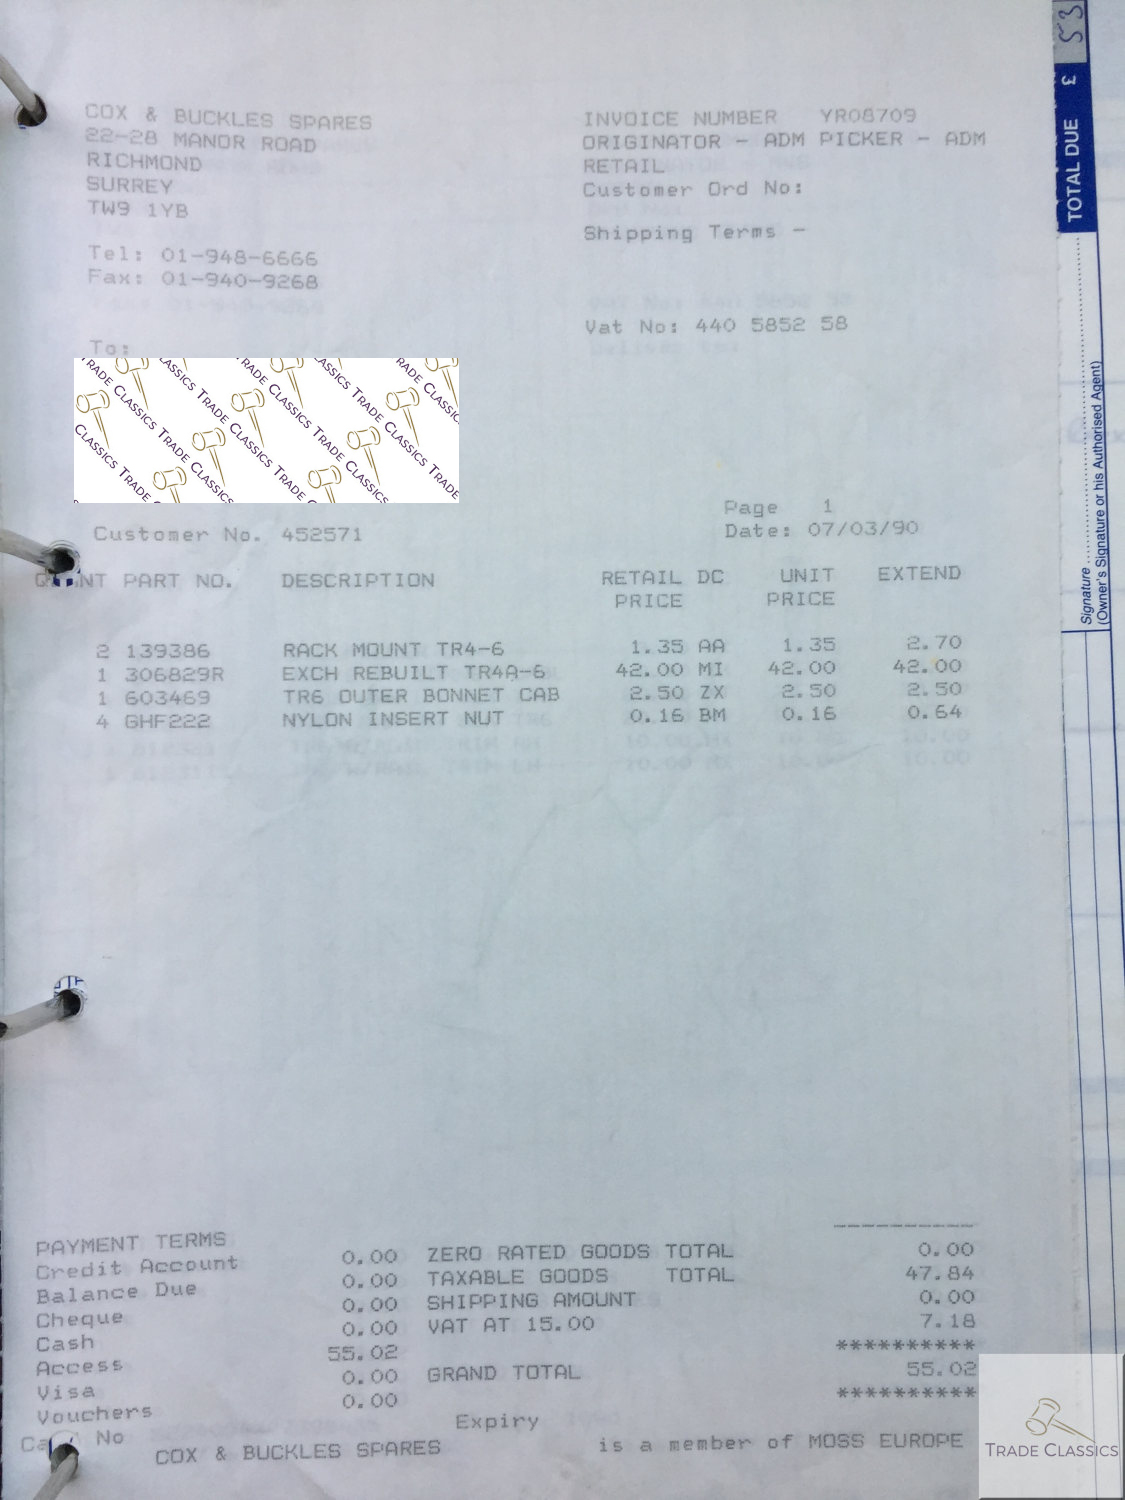 COX & BUCKLES SPARES
22-28 MANOR ROAD
RICHMOND
SURREY
TW9 1YB
Tel: 01-948-6666
Fax: 01-940-9268
To:
INVOICE NUMBER YR08709
ORIGINATOR - ADM PICKER - ADM
RETAIL
Customer Ord No:
Shipping Terms -
Vat No: 440 5852 58
Page 1
Date: 07/03/90
Customer No. 452571
PART NO. DESCRIPTION RETAIL DC UNIT EXTEND
PRICE PRICE
2 139386 RACK MOUNT TR4-6 1.35 AA 1.35 2.70
1 306829R EXCH REBUILT TR4A-6 42.00 MI 42.00 42.00
1 603469 TR6 OUTER BONNET CAB 2.50 ZX 2.50 2.50
4 GHF222 NYLON INSERT NUT 0.16 BM 0.16 0.64
PAYMENT TERMS
Credit Account 0.00 ZERO RATED GOODS TOTAL 0.00
Balance Due 0.00 TAXABLE GOODS TOTAL 47.84
Cheque 0.00 SHIPPING AMOUNT 0.00
Cash 0.00 VAT AT 15.00 7.18
Access 55.02 **********
Visa 0.00 GRAND TOTAL 55.02
Vouchers 0.00 **********
No Expiry
COX & BUCKLES SPARES is a member of MOSS EUROPE
TOTAL DUE £ 53
Signature
(Owner's Signature or his Authorised Agent)
TRADE CLASSICS